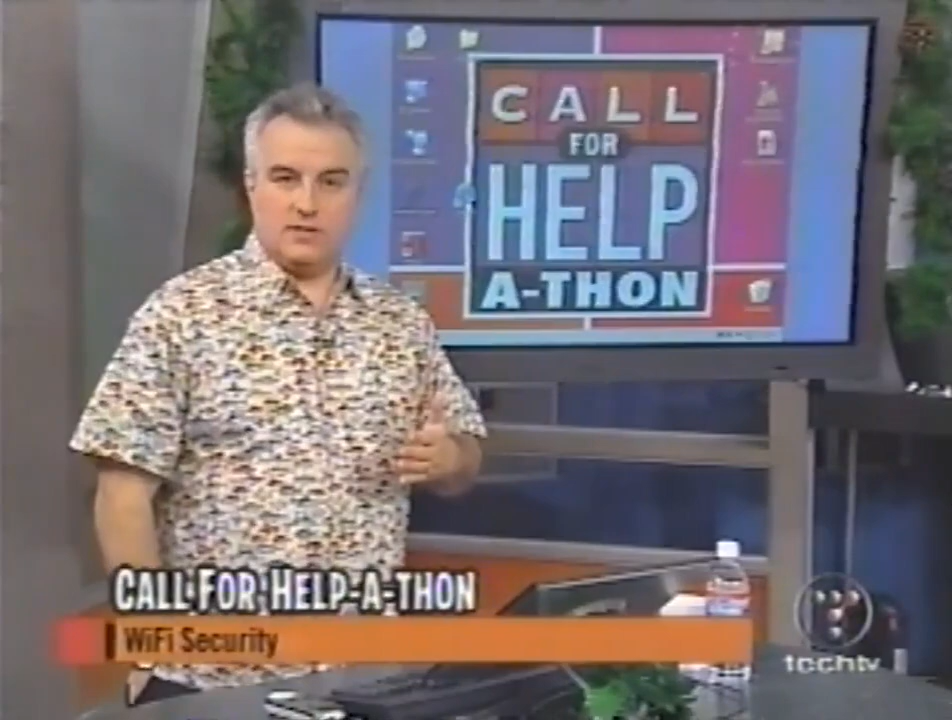 CALL
FOR
HELP
A-THON
CALL FOR HELP-A-THON
WiFi Security
techtv